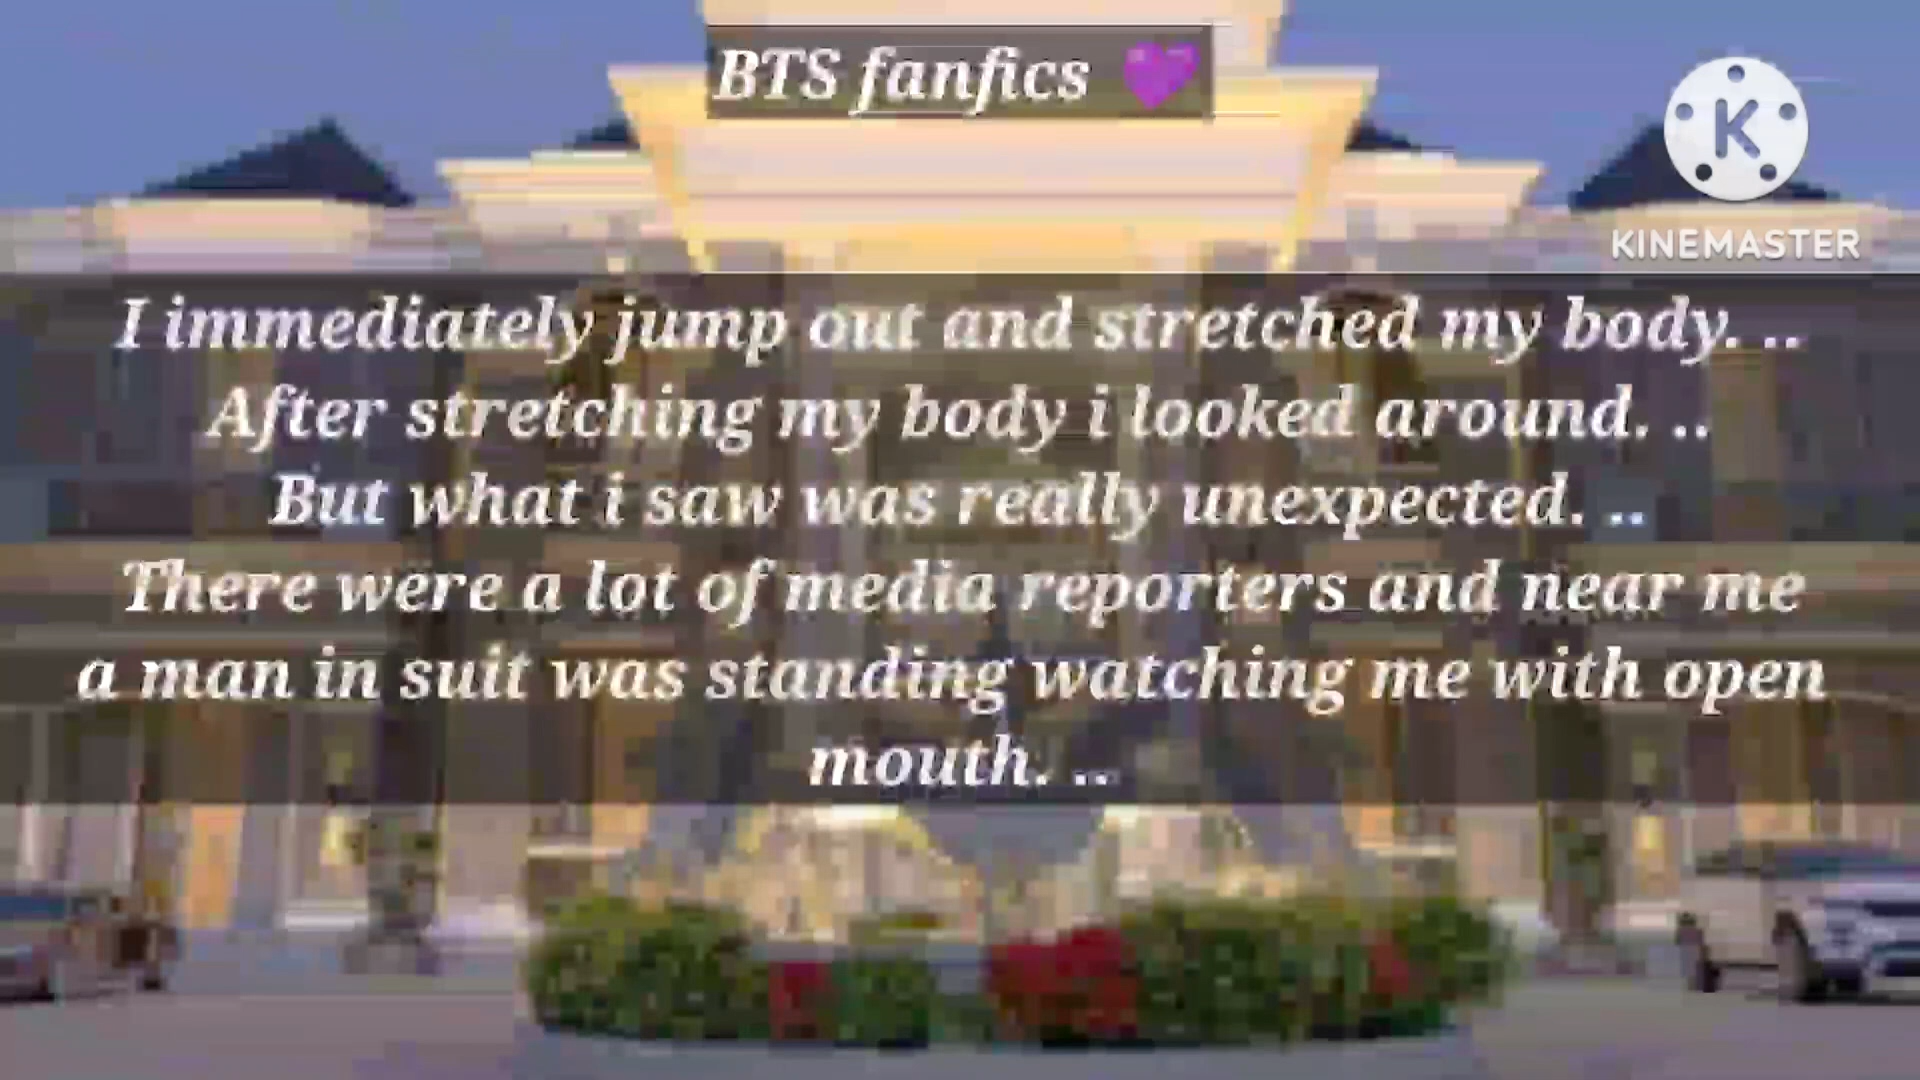 BTS fanfics 💜
K
KINEMASTER
I immediately jump out and stretched my body. ..
After stretching my body i looked around. ..
But what i saw was really unexpected. ..
There were a lot of media reporters and near me
a man in suit was standing watching me with open
mouth. ..